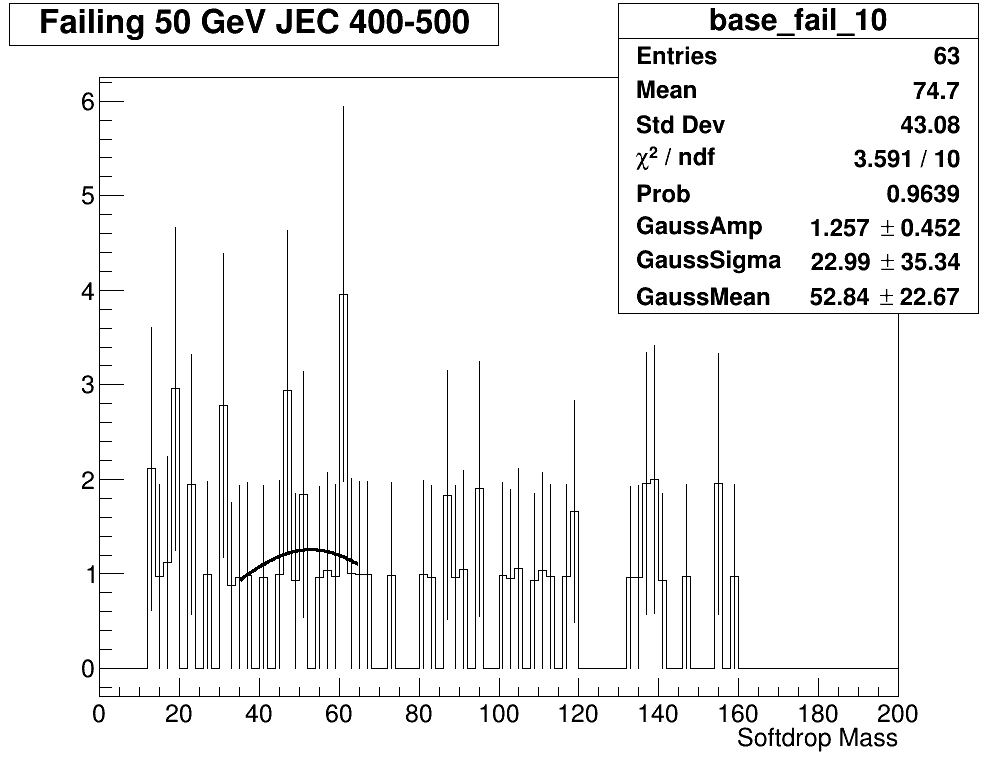 Failing 50 GeV JEC 400-500
base_fail_10
Entries 63
Mean 74.7
Std Dev 43.08
χ² / ndf 3.591 / 10
Prob 0.9639
GaussAmp 1.257 ± 0.452
GaussSigma 22.99 ± 35.34
GaussMean 52.84 ± 22.67
6
5
4
3
2
1
0
0 20 40 60 80 100 120 140 160 180 200
Softdrop Mass